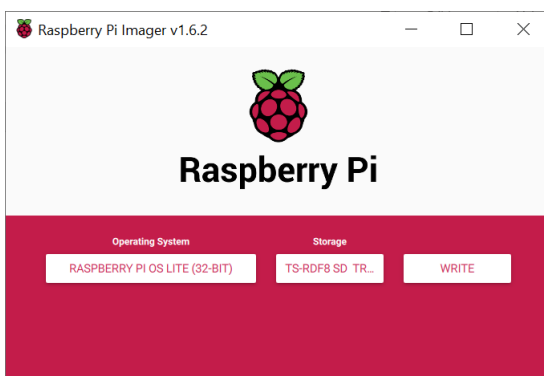 Raspberry Pi Imager v1.6.2
Raspberry Pi
Operating System
Storage
RASPBERRY PI OS LITE (32-BIT)
TS-RDF8 SD TR...
WRITE